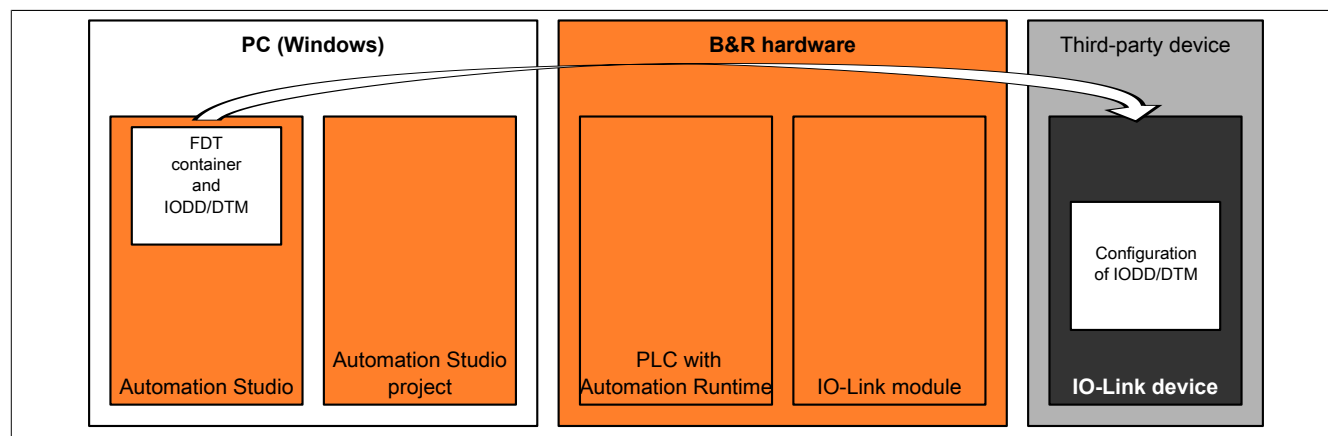 PC (Windows)
B&R hardware
Third-party device
FDT
container
and
IODD/DTM
Configuration
of IODD/DTM
Automation Studio
Automation Studio
project
PLC with
Automation Runtime
IO-Link module
IO-Link device